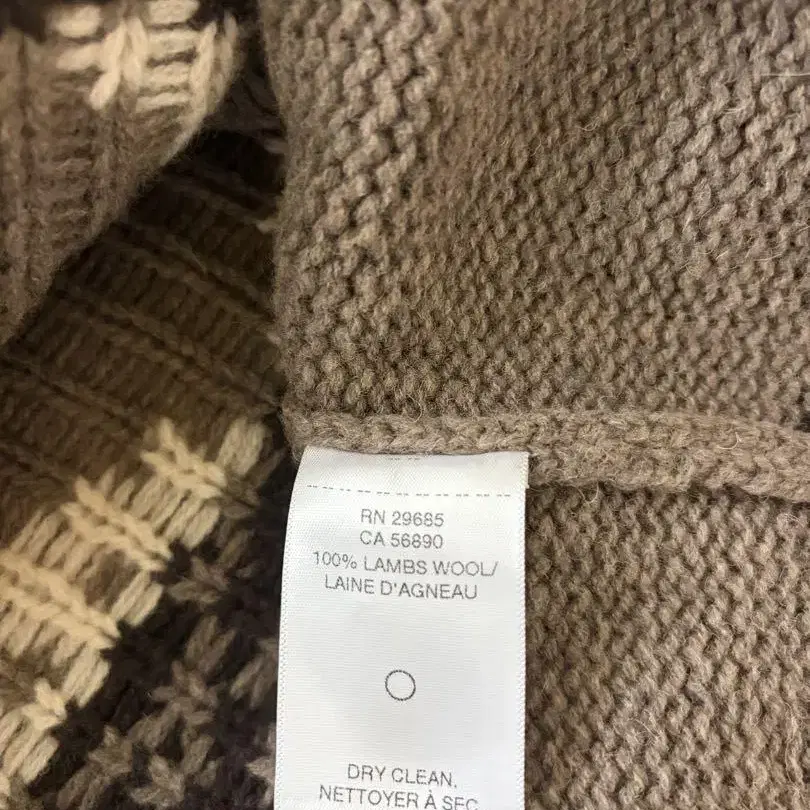 RN 29685
CA 56890
100% LAMBS WOOL/
LAINE D'AGNEAU
DRY CLEAN,
NETTOYER À SEC